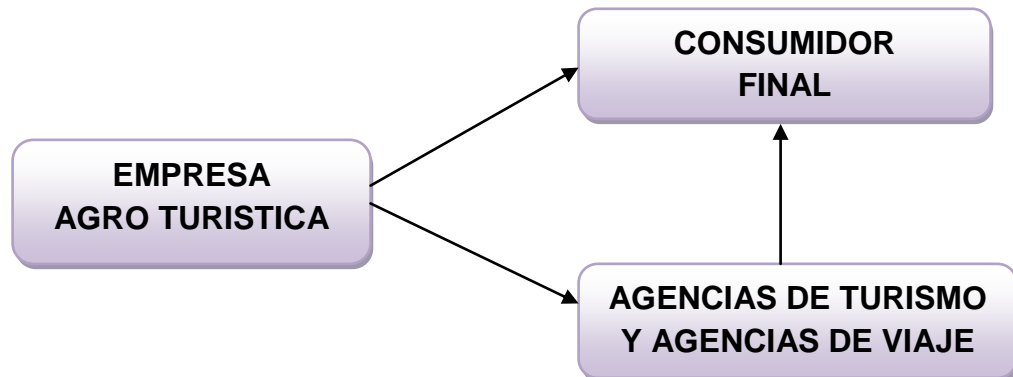 CONSUMIDOR
FINAL
EMPRESA
AGRO TURISTICA
AGENCIAS DE TURISMO
Y AGENCIAS DE VIAJE